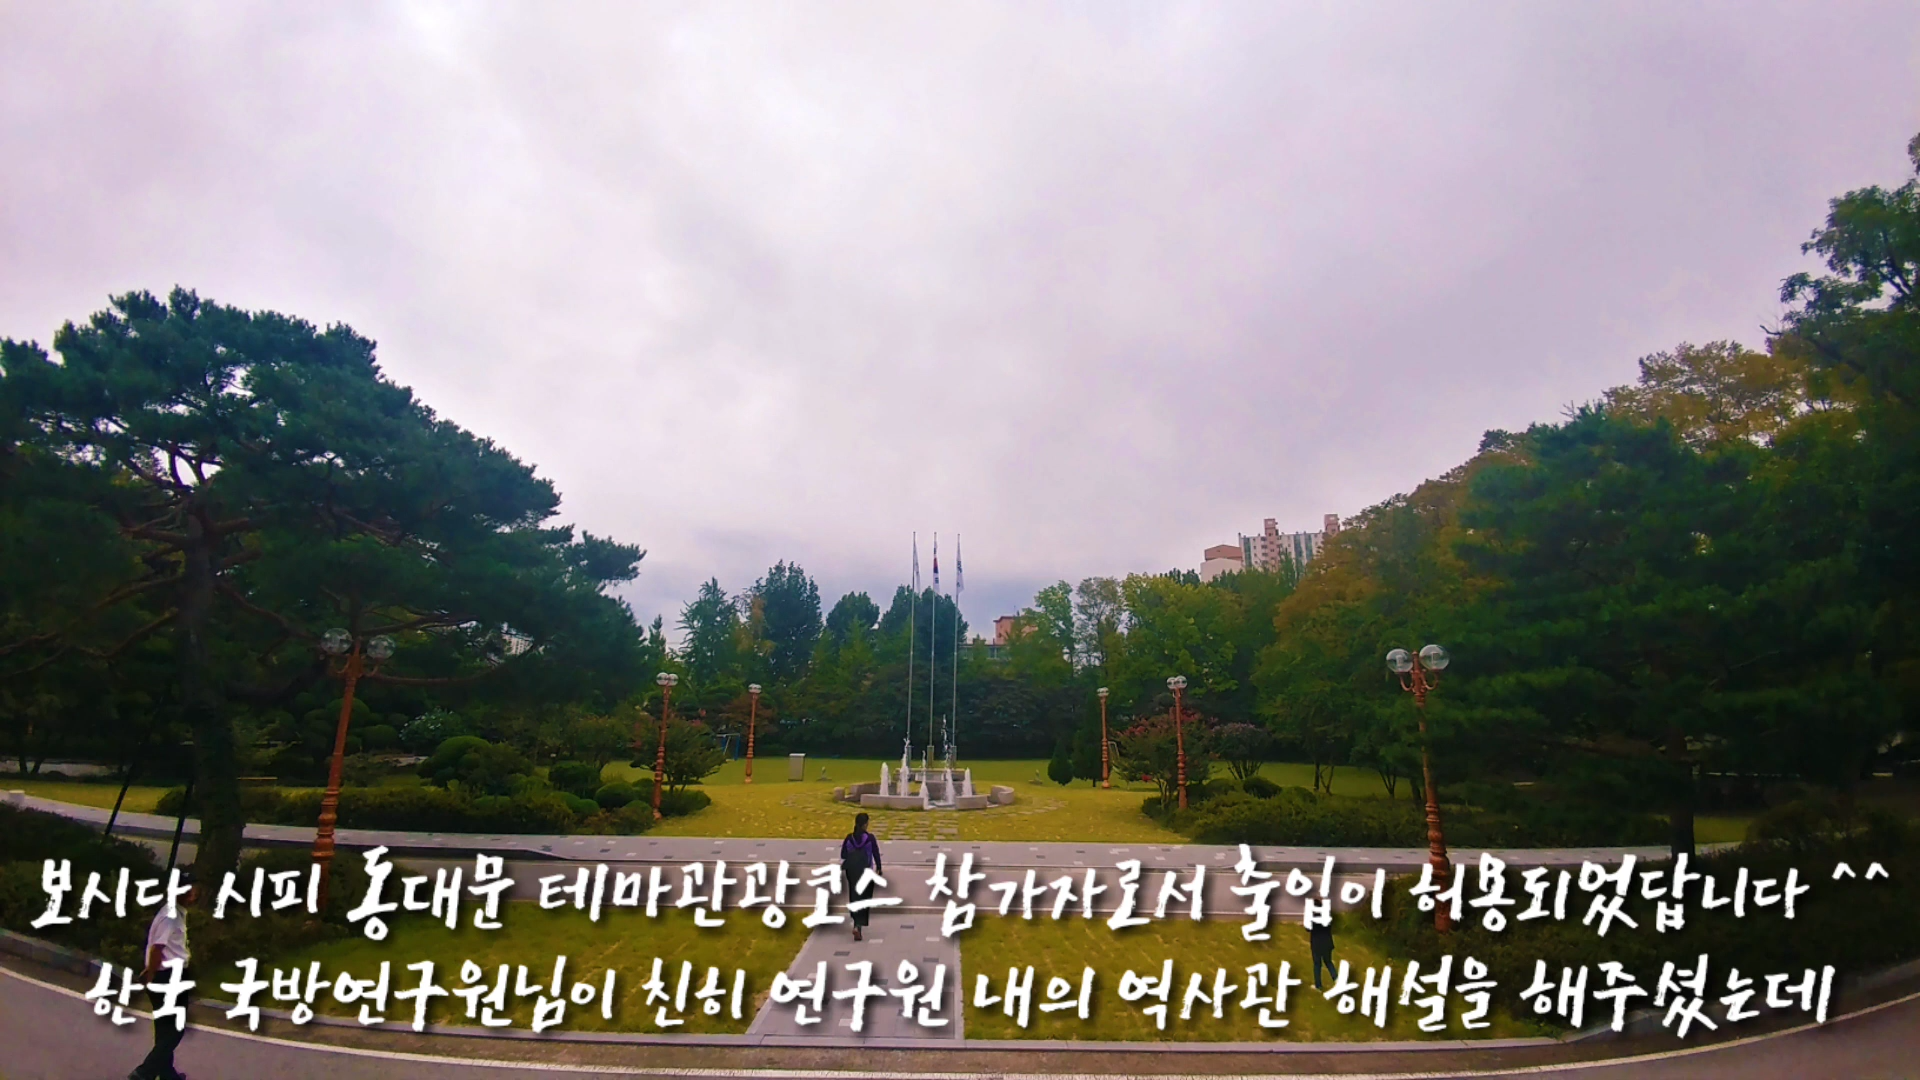 보시다 시피 동대문 테마관광코스 참가자로서 출입이 허용되었답니다 ^^
한국 국방연구원님이 친히 연구원 내의 역사관 해설을 해주셨는데